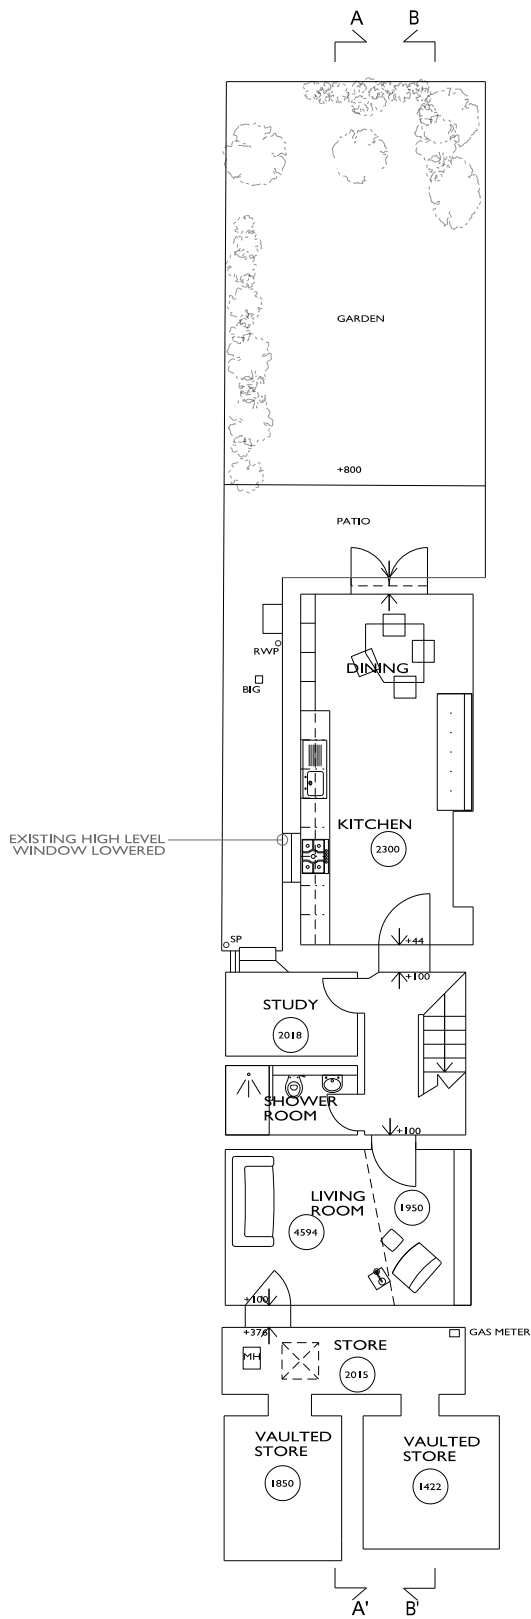 A B
GARDEN
+800
PATIO
RWP
DINING
BIG
KITCHEN
EXISTING HIGH LEVEL
WINDOW LOWERED
2300
SP
+44
+100
STUDY
2018
SHOWER
ROOM
+100
LIVING
ROOM
1950
4594
+100
+376
GAS METER
STORE
MH
2015
VAULTED
STORE
1850
VAULTED
STORE
1422
A' B'